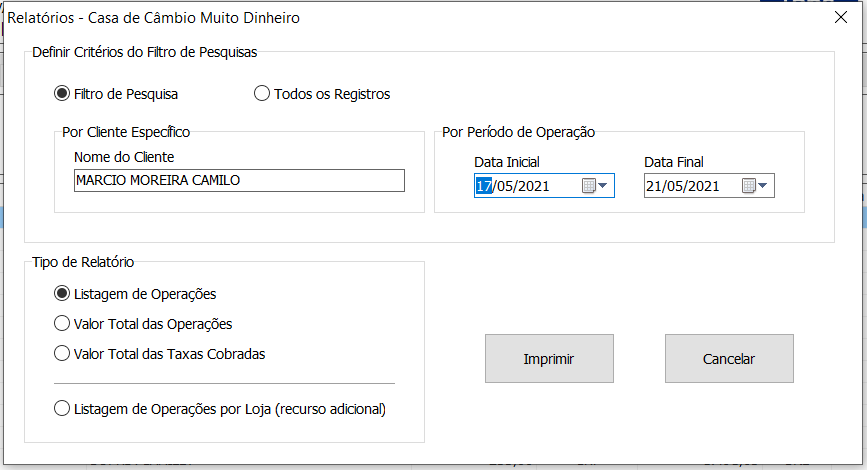 Relatórios - Casa de Câmbio Muito Dinheiro
Definir Critérios do Filtro de Pesquisas
Filtro de Pesquisa
Todos os Registros
Por Cliente Específico
Nome do Cliente
MARCIO MOREIRA CAMILO
Por Período de Operação
Data Inicial
Data Final
17/05/2021
21/05/2021
Tipo de Relatório
Listagem de Operações
Valor Total das Operações
Valor Total das Taxas Cobradas
Listagem de Operações por Loja (recurso adicional)
Imprimir
Cancelar